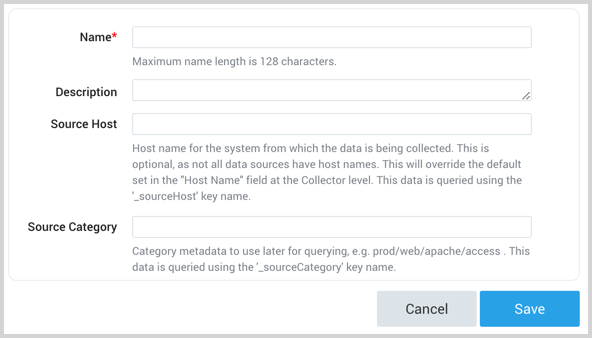 Name*
Maximum name length is 128 characters.
Description
Source Host
Host name for the system from which the data is being collected. This is
optional, as not all data sources have host names. This will override the default
set in the "Host Name" field at the Collector level. This data is queried using the
'_sourceHost' key name.
Source Category
Category metadata to use later for querying, e.g. prod/web/apache/access . This
data is queried using the '_sourceCategory' key name.
Cancel
Save